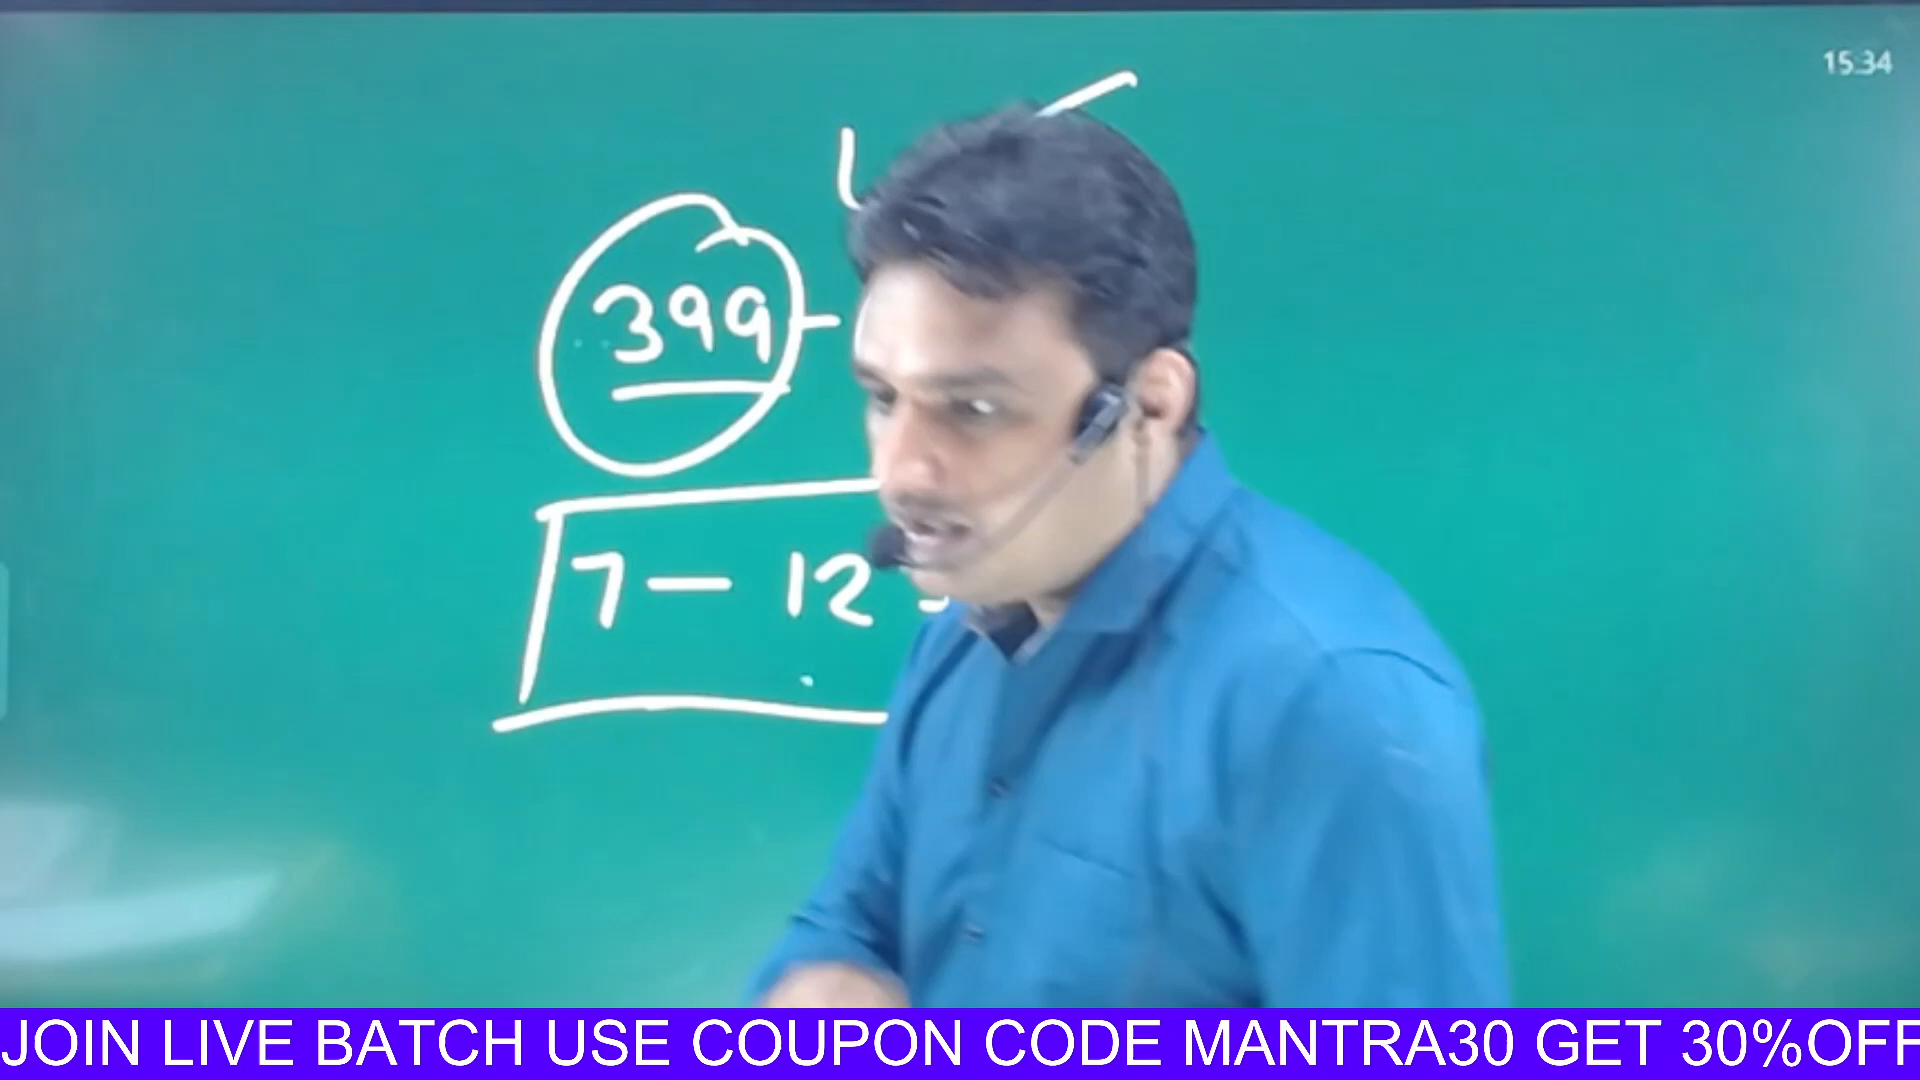 15:34
399 -
7 - 12
JOIN LIVE BATCH USE COUPON CODE MANTRA30 GET 30%OFF